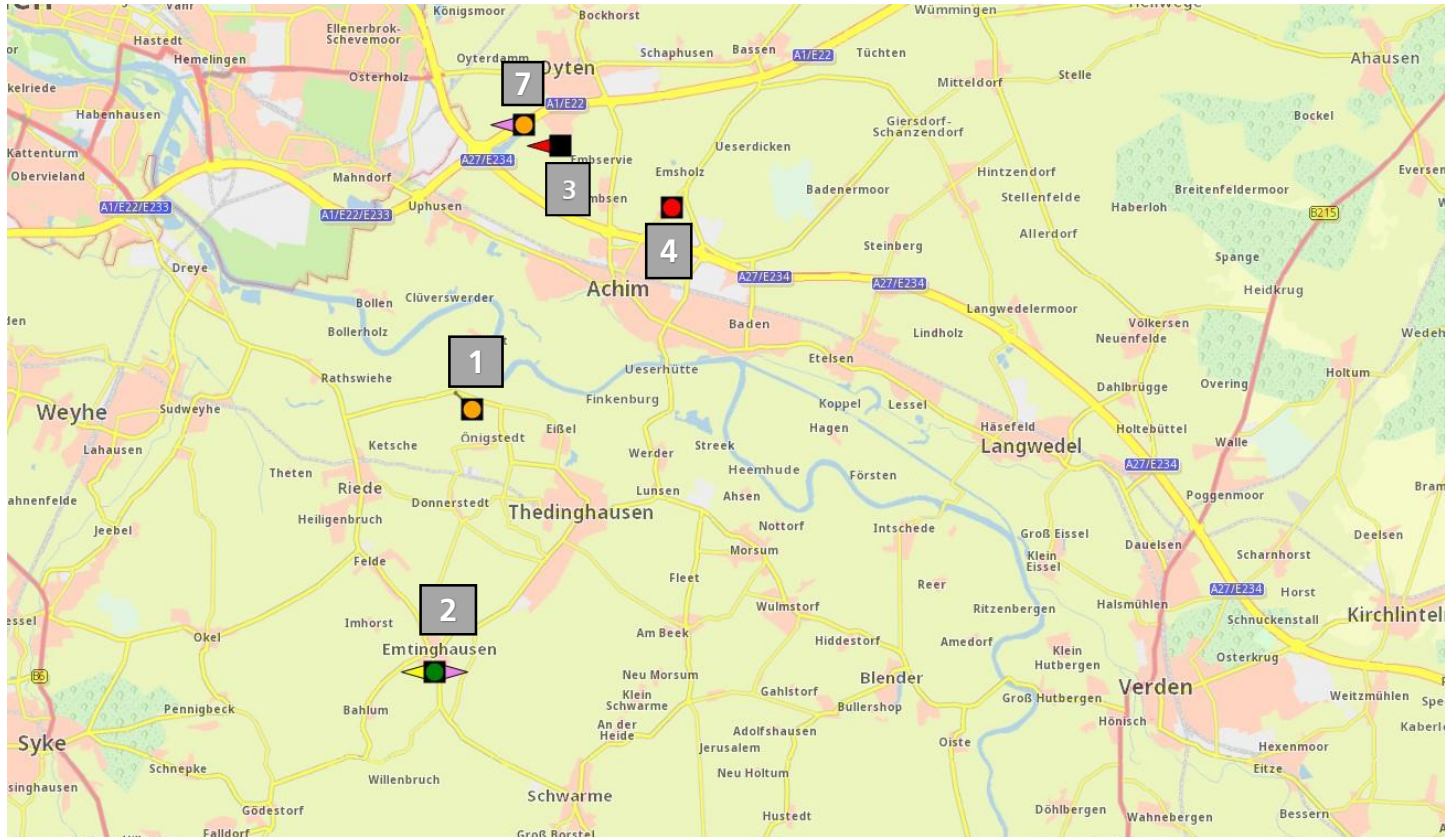 Königsmoor
Bockhorst
Wümmingen
Ellenerbrok-
Schevemoor
Hastedt
Hemelingen
Osterholz
Oyterdamm
Schaphusen
Bassen
A1/E22
Tüchten
Ahausen
Oyten
Stelle
Mitteldorf
7
A1/E22
Habenhausen
Giersdorf-
Schanzendorf
Bockel
Kattenturm
A27/E234
Ueserdicken
Embservie
Emsholz
Hintzendorf
Eversen
Obervieland
Mahndorf
3
Badenermoor
Stellenfelde
Breitenfeldermoor
A1/E22/E233
A1/E22/E233
Uphusen
Haberloh
B215
4
Allerdorf
Steinberg
Spange
Dreye
A27/E234
A27/E234
Achim
Heidkrug
Bollen
Clüverswerder
Langwedelermoor
Bollerholz
Baden
Lindholz
Völkersen
Neuenfelde
1
Etelsen
Ueserhütte
Rathswiehe
Holtum
Dahlbrügge
Overing
Finkenburg
Koppel
Lessel
Weyhe
Sudweyhe
Hagen
Häsefeld
Holtebüttel
Eißel
Önigstedt
Ketsche
Streek
Langwedel
Walle
Lahausen
Werder
A27/E234
Heemhude
Theten
Försten
Riede
Lunsen
Ahsen
Poggenmoor
Donnerstedt
Thedinghausen
Heiligenbruch
Nottorf
Intschede
Jeebel
Groß Eissel
Deelsen
Dauelsen
Morsum
Klein
Eissel
Scharnhorst
Felde
Fleet
Reer
A27/E234
Horst
2
Wulmstorf
Ritzenbergen
Halsmühlen
Kirchlinteln
Imhorst
Schnuckenstall
Okel
Am Beek
Hiddestorf
Amedorf
Emtinghausen
Klein
Hutbergen
Osterkrug
B6
Neu Morsum
Blender
Verden
Klein
Schwarme
Gahlstorf
Groß Hutbergen
Weitzmühlen
Pennigbeck
Bahlum
Bullershop
Hönisch
An der
Heide
Adolfshausen
Syke
Jerusalem
Oiste
Hexenmoor
Schnepke
Eitze
Willenbruch
Neu Holtum
Schwarme
Gödestorf
Hustedt
Döhlbergen
Wahnebergen
Bessern
Falldorf
Groß Borstel